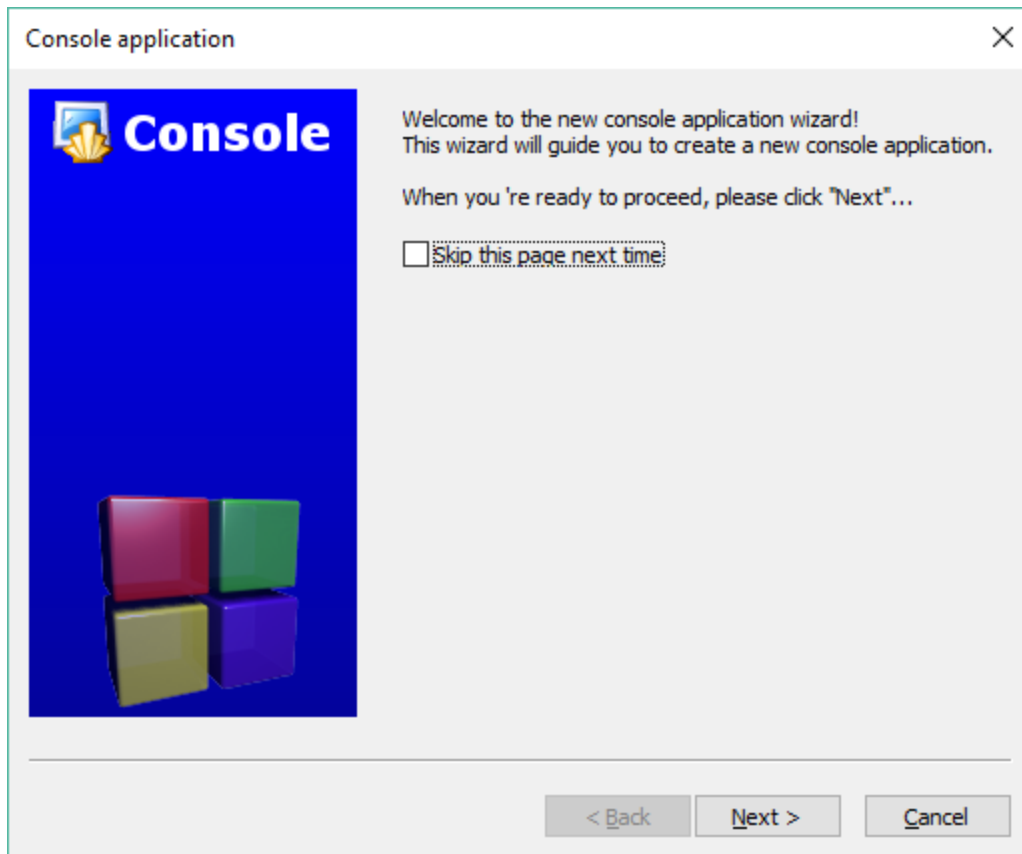 Console application
Console
Welcome to the new console application wizard!
This wizard will guide you to create a new console application.
When you 're ready to proceed, please click "Next"...
Skip this page next time
< Back
Next >
Cancel